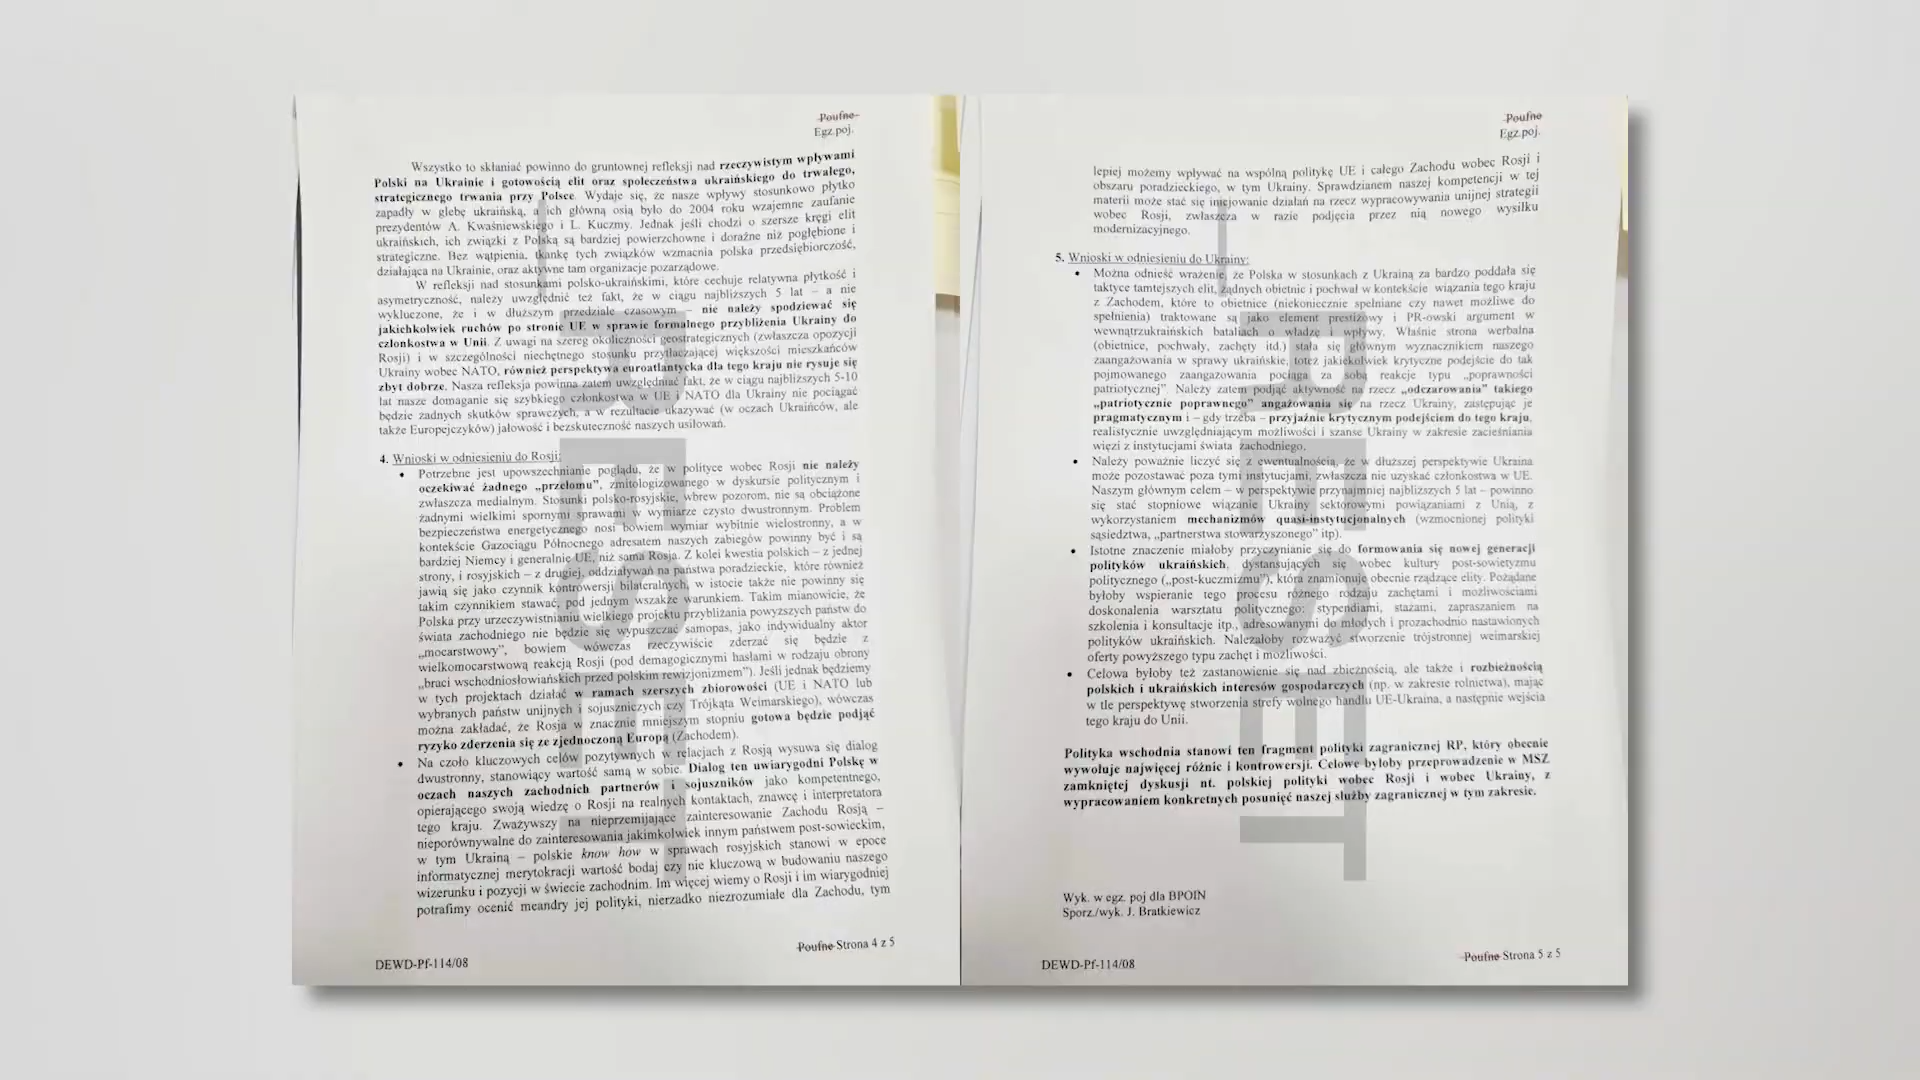 Poufne
Egz.poj.
Wszystko to skłaniać powinno do gruntownej refleksji nad rzeczywistym wpływami
Polski na Ukrainie i gotowością elit oraz społeczeństwa ukraińskiego do trwałego,
strategicznego trwania przy Polsce. Wydaje się, że nasze wpływy stosunkowo płytko
zapadły w glebę ukraińską, a ich główną osią było do 2004 roku wzajemne zaufanie
prezydentów A. Kwaśniewskiego i L. Kuczmy. Jednak jeśli chodzi o szersze kręgi elit
ukraińskich, ich związki z Polską są bardziej powierzchowne i doraźne niż pogłębione i
strategiczne. Bez wątpienia, tkankę tych związków wzmacnia polska przedsiębiorczość,
działająca na Ukrainie, oraz aktywne tam organizacje pozarządowe.
W refleksji nad stosunkami polsko-ukraińskimi, które cechuje relatywna płytkość i
asymetryczność, należy uwzględnić też fakt, że w ciągu najbliższych 5 lat – a nie
wykluczone, że i w dłuższym przedziale czasowym – nie należy spodziewać się
jakichkolwiek ruchów po stronie UE w sprawie formalnego przybliżenia Ukrainy do
członkostwa w Unii. Z uwagi na szereg okoliczności geostrategicznych (zwłaszcza opozycji
Rosji) i w szczególności niechętnego stosunku przytłaczającej większości mieszkańców
Ukrainy wobec NATO, również perspektywa euroatlantycka dla tego kraju nie rysuje się
zbyt dobrze. Nasza refleksja powinna zatem uwzględniać fakt, że w ciągu najbliższych 5-10
lat nasze domaganie się szybkiego członkostwa w UE i NATO dla Ukrainy nie pociągać
będzie żadnych skutków sprawczych, a w rezultacie ukazywać (w oczach Ukraińców, ale
także Europejczyków) jałowość i bezskuteczność naszych usiłowań.
4. Wnioski w odniesieniu do Rosji:
• Potrzebne jest upowszechnianie poglądu, że w polityce wobec Rosji nie należy
oczekiwać żadnego „przełomu”, zmitologizowanego w dyskursie politycznym i
zwłaszcza medialnym. Stosunki polsko-rosyjskie, wbrew pozorom, nie są obciążone
żadnymi wielkimi spornymi sprawami w wymiarze czysto dwustronnym. Problem
bezpieczeństwa energetycznego nosi bowiem wymiar wybitnie wielostronny, a w
kontekście Gazociągu Północnego adresatem naszych zabiegów powinny być i są
bardziej Niemcy i generalnie UE, niż sama Rosja. Z kolei kwestia polskich – z jednej
strony, i rosyjskich – z drugiej, oddziaływań na państwa poradzieckie, które również
jawią się jako czynnik kontrowersji bilateralnych, w istocie także nie powinny się
takim czynnikiem stawać, pod jednym wszakże warunkiem. Takim mianowicie, że
Polska przy urzeczywistnianiu wielkiego projektu przybliżania powyższych państw do
świata zachodniego nie będzie się wypuszczać samopas, jako indywidualny aktor
„mocarstwowy”, bowiem wówczas rzeczywiście zderzać się będzie z
wielkomocarstwową reakcją Rosji (pod demagogicznymi hasłami w rodzaju obrony
„braci wschodniosłowiańskich przed polskim rewizjonizmem”). Jeśli jednak będziemy
w tych projektach działać w ramach szerszych zbiorowości (UE i NATO lub
wybranych państw unijnych i sojuszniczych czy Trójkąta Weimarskiego), wówczas
można zakładać, że Rosja w znacznie mniejszym stopniu gotowa będzie podjąć
ryzyko zderzenia się ze zjednoczoną Europą (Zachodem).
• Na czoło kluczowych celów pozytywnych w relacjach z Rosją wysuwa się dialog
dwustronny, stanowiący wartość samą w sobie. Dialog ten uwiarygodni Polskę w
oczach naszych zachodnich partnerów i sojuszników jako kompetentnego,
opierającego swoją wiedzę o Rosji na realnych kontaktach, znawcę i interpretatora
tego kraju. Zważywszy na nieprzemijające zainteresowanie Zachodu Rosją –
nieporównywalne do zainteresowania jakimkolwiek innym państwem post-sowieckim,
w tym Ukrainą – polskie know how w sprawach rosyjskich stanowi w epoce
informatycznej merytokracji wartość bodaj czy nie kluczową w budowaniu naszego
wizerunku i pozycji w świecie zachodnim. Im więcej wiemy o Rosji i im wiarygodniej
potrafimy ocenić meandry jej polityki, nierzadko niezrozumiałe dla Zachodu, tym
Poufne Strona 4 z 5
DEWD-Pf-114/08
Poufne
Egz.poj.
lepiej możemy wpływać na wspólną politykę UE i całego Zachodu wobec Rosji i
obszaru poradzieckiego, w tym Ukrainy. Sprawdzianem naszej kompetencji w tej
materii może stać się inicjowanie działań na rzecz wypracowywania unijnej strategii
wobec Rosji, zwłaszcza w razie podjęcia przez nią nowego wysiłku
modernizacyjnego.
5. Wnioski w odniesieniu do Ukrainy:
• Można odnieść wrażenie, że Polska w stosunkach z Ukrainą za bardzo poddała się
taktyce tamtejszych elit, żądnych obietnic i pochwał w kontekście wiązania tego kraju
z Zachodem, które to obietnice (niekoniecznie spełniane czy nawet możliwe do
spełnienia) traktowane są jako element prestiżowy i PR-owski argument w
wewnątrzukraińskich bataliach o władzę i wpływy. Właśnie strona werbalna
(obietnice, pochwały, zachęty itd.) stała się głównym wyznacznikiem naszego
zaangażowania w sprawy ukraińskie, toteż jakiekolwiek krytyczne podejście do tak
pojmowanego zaangażowania pociąga za sobą reakcje typu „poprawności
patriotycznej” Należy zatem podjąć aktywność na rzecz „odczarowania” takiego
„patriotycznie poprawnego” angażowania się na rzecz Ukrainy, zastępując je
pragmatycznym i – gdy trzeba – przyjaźnie krytycznym podejściem do tego kraju,
realistycznie uwzględniającym możliwości i szanse Ukrainy w zakresie zacieśniania
więzi z instytucjami świata zachodniego.
• Należy poważnie liczyć się z ewentualnością, że w dłuższej perspektywie Ukraina
może pozostawać poza tymi instytucjami, zwłaszcza nie uzyskać członkostwa w UE.
Naszym głównym celem – w perspektywie przynajmniej najbliższych 5 lat – powinno
się stać stopniowe wiązanie Ukrainy sektorowymi powiązaniami z Unią, z
wykorzystaniem mechanizmów quasi-instytucjonalnych (wzmocnionej polityki
sąsiedztwa, „partnerstwa stowarzyszonego” itp).
• Istotne znaczenie miałoby przyczynianie się do formowania się nowej generacji
polityków ukraińskich, dystansujących się wobec kultury post-sowietyzmu
politycznego („post-kuczmizmu”), która znamionuje obecnie rządzące elity. Pożądane
byłoby wspieranie tego procesu różnego rodzaju zachętami i możliwościami
doskonalenia warsztatu politycznego: stypendiami, stażami, zapraszaniem na
szkolenia i konsultacje itp., adresowanymi do młodych i prozachodnio nastawionych
polityków ukraińskich. Należałoby rozważyć stworzenie trójstronnej weimarskiej
oferty powyższego typu zachęt i możliwości.
• Celowa byłoby też zastanowienie się nad zbieżnością, ale także i rozbieżnością
polskich i ukraińskich interesów gospodarczych (np. w zakresie rolnictwa), mając
w tle perspektywę stworzenia strefy wolnego handlu UE-Ukraina, a następnie wejścia
tego kraju do Unii.
Polityka wschodnia stanowi ten fragment polityki zagranicznej RP, który obecnie
wywołuje najwięcej różnic i kontrowersji. Celowe byłoby przeprowadzenie w MSZ
zamkniętej dyskusji nt. polskiej polityki wobec Rosji i wobec Ukrainy, z
wypracowaniem konkretnych posunięć naszej służby zagranicznej w tym zakresie.
Wyk. w egz. poj dla BPOIN
Sporz./wyk. J. Bratkiewicz
Poufne Strona 5 z 5
DEWD-Pf-114/08